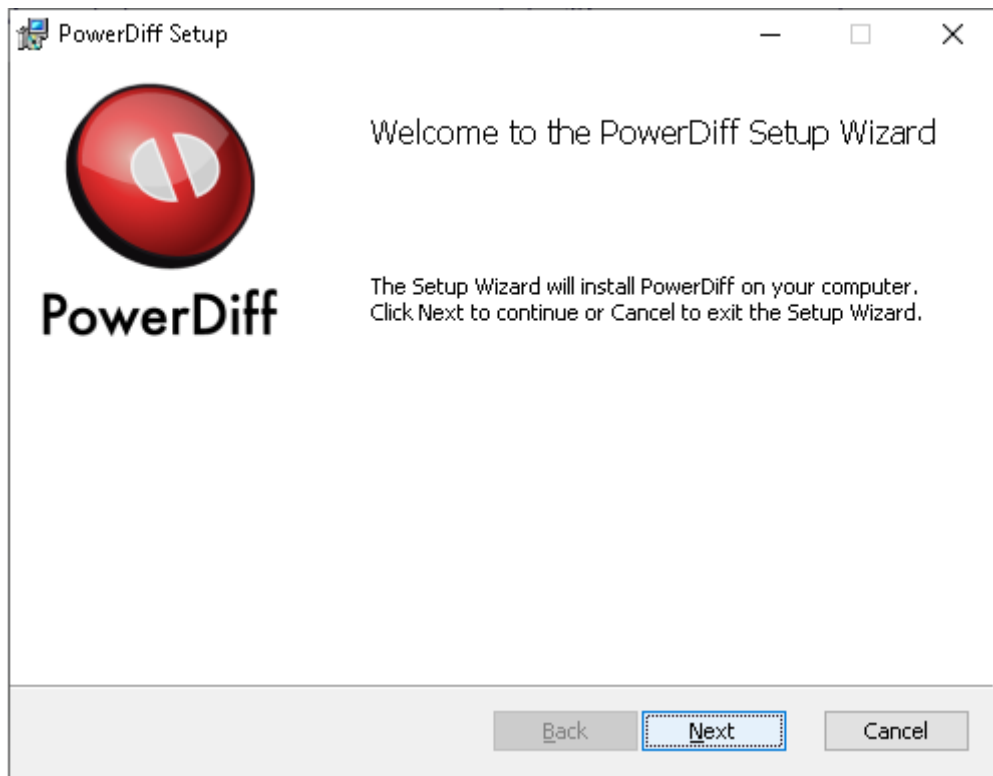 PowerDiff Setup
Welcome to the PowerDiff Setup Wizard
PowerDiff
The Setup Wizard will install PowerDiff on your computer.
Click Next to continue or Cancel to exit the Setup Wizard.
Back
Next
Cancel